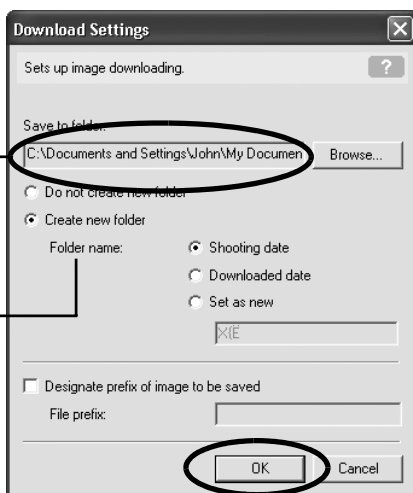 Download Settings
Sets up image downloading. ?
Save to folder:
C:\Documents and Settings\John\My Documen Browse...
Do not create new folder
Create new folder
Folder name: Shooting date
Downloaded date
Set as new
Designate prefix of image to be saved
File prefix:
OK Cancel